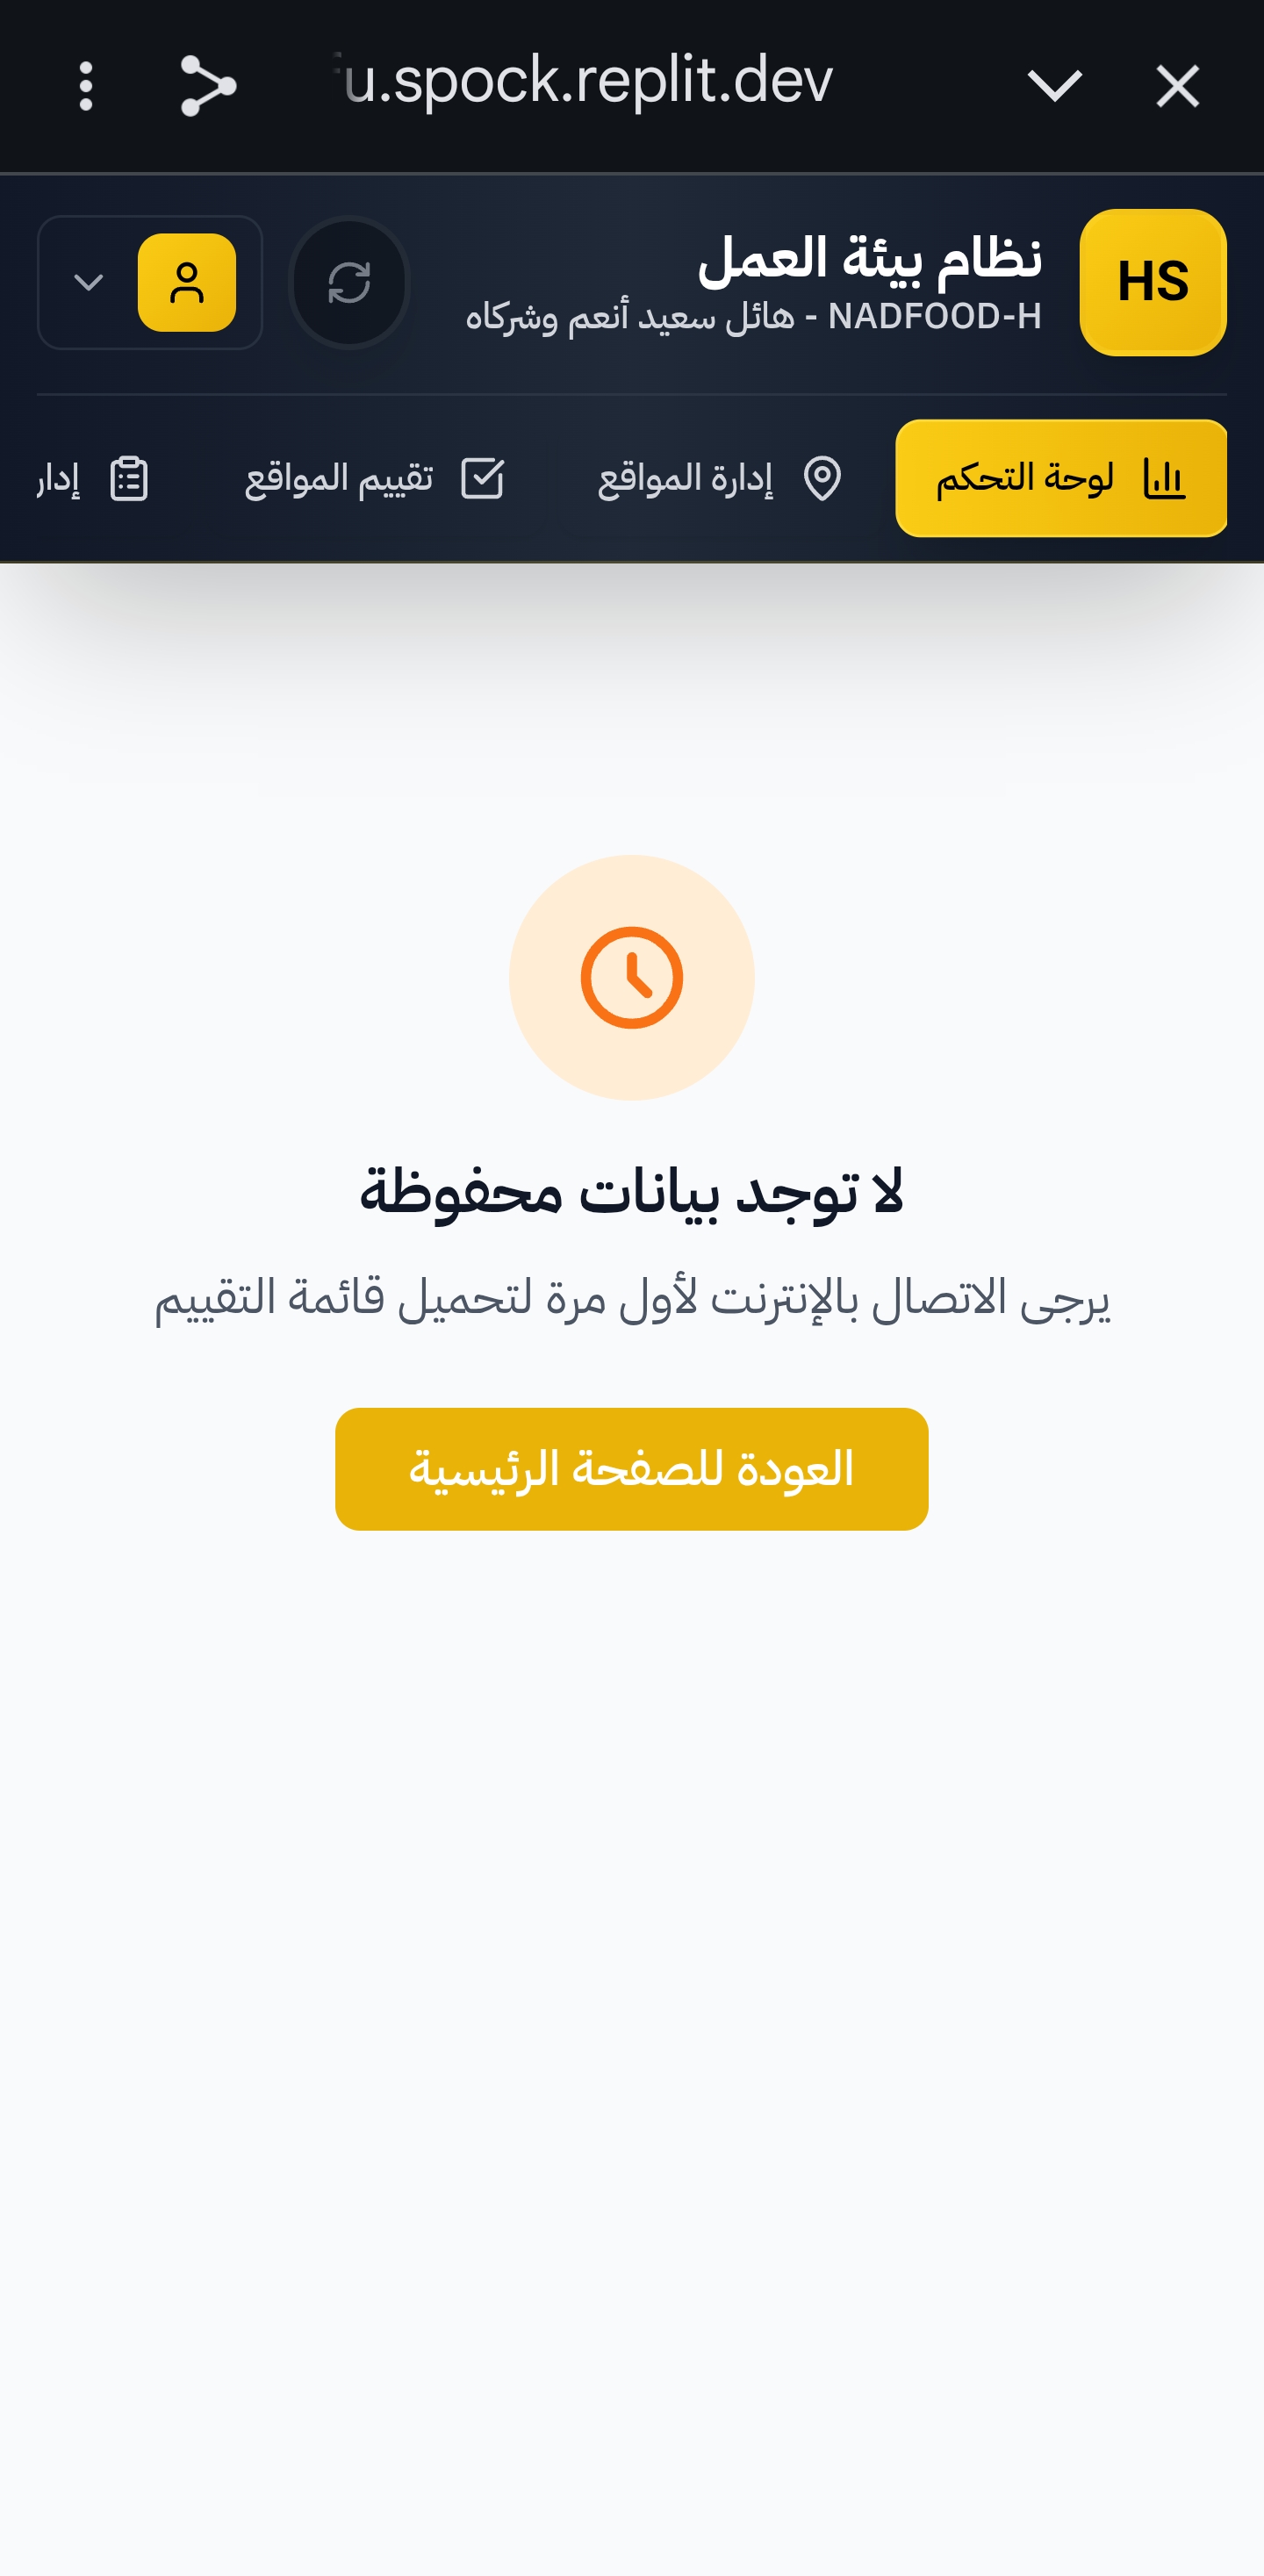 u.spock.replit.dev
HS
نظام بيئة العمل
NADFOOD-H - هائل سعيد أنعم وشركاه
لوحة التحكم
إدارة المواقع
تقييم المواقع
لا توجد بيانات محفوظة
يرجى الاتصال بالإنترنت لأول مرة لتحميل قائمة التقييم
العودة للصفحة الرئيسية